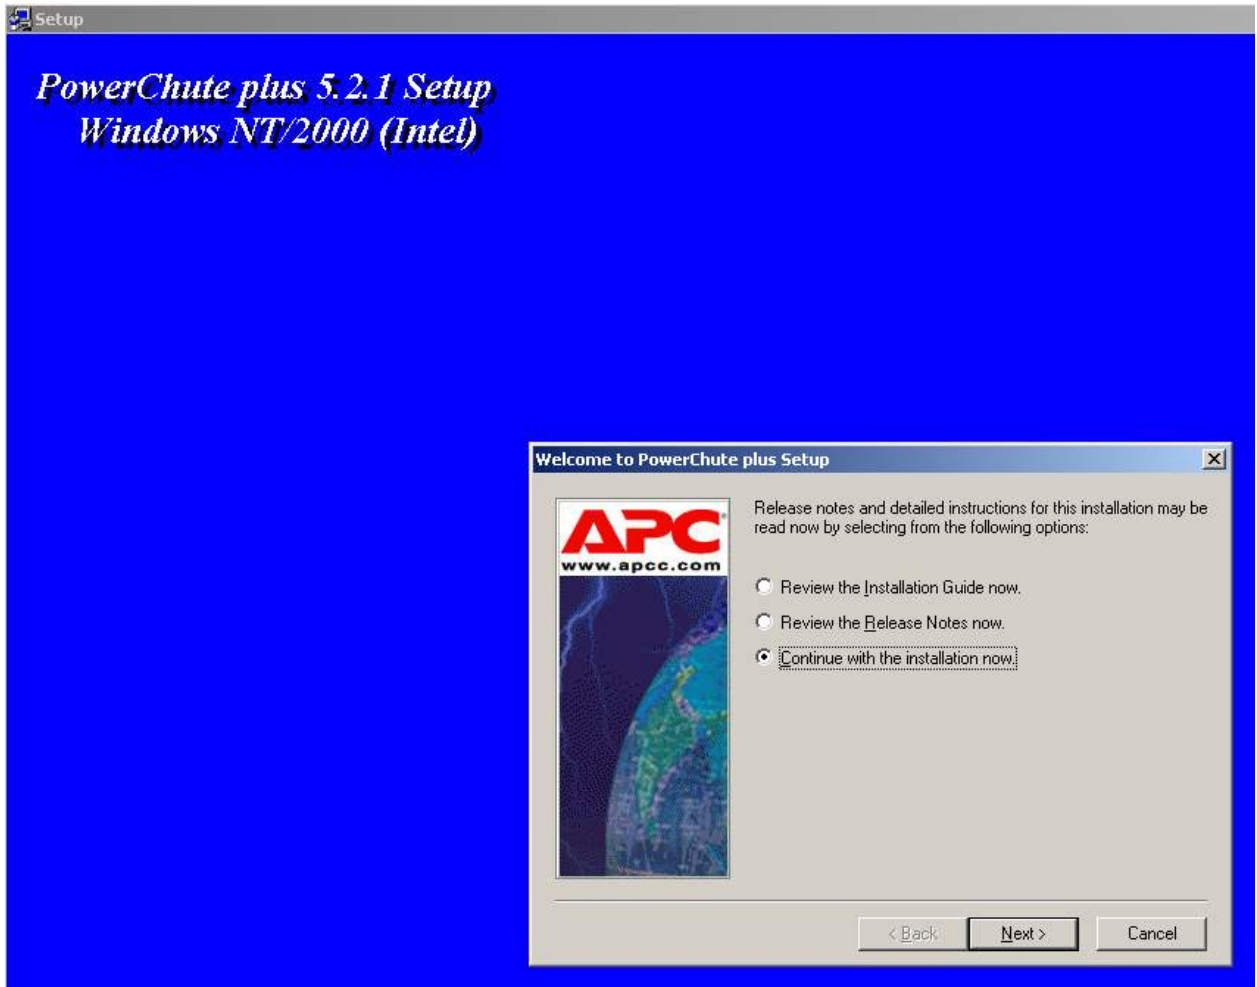 Setup
PowerChute plus 5.2.1 Setup
Windows NT/2000 (Intel)
Welcome to PowerChute plus Setup
APC
www.apcc.com
Release notes and detailed instructions for this installation may be
read now by selecting from the following options:
Review the Installation Guide now.
Review the Release Notes now.
Continue with the installation now.
< Back
Next >
Cancel